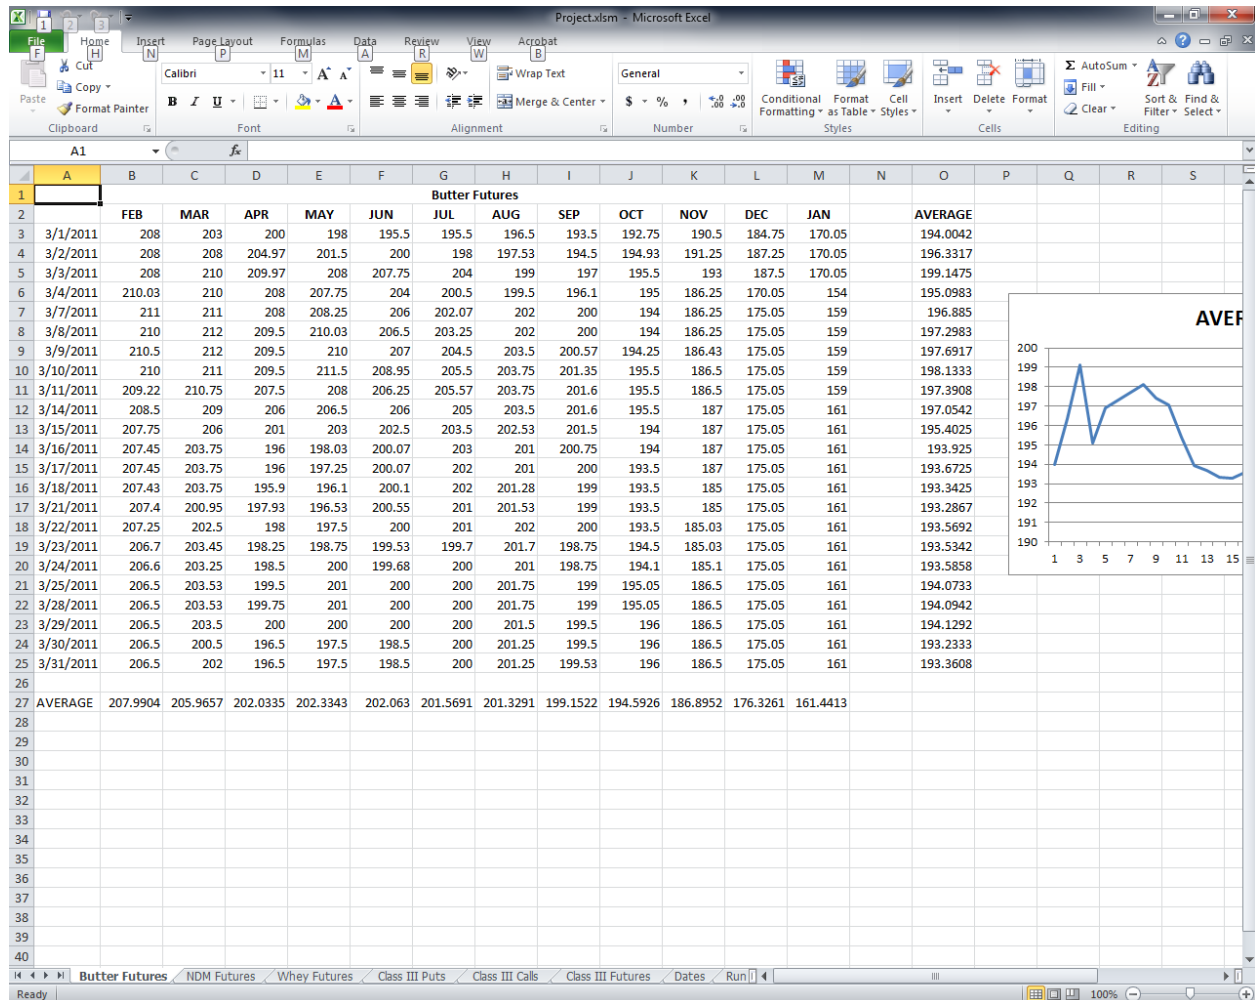 Project.xlsm - Microsoft Excel
1 2 3
File Home Insert Page Layout Formulas Data Review View Acrobat
F H N P M A R W B
Cut
Copy
Paste
Format Painter
Calibri 11 A A
B I U A
Wrap Text
Merge & Center
General
$ % , .0 .00 .00 .0
Conditional Formatting
Format as Table
Cell Styles
Insert Delete Format
Σ AutoSum
Fill
Clear
Sort & Filter
Find & Select
Clipboard Font Alignment Number Styles Cells Editing
A1 fx
A B C D E F G H I J K L M N O P Q R S
1 Butter Futures
2 FEB MAR APR MAY JUN JUL AUG SEP OCT NOV DEC JAN AVERAGE
3 3/1/2011 208 203 200 198 195.5 195.5 196.5 193.5 192.75 190.5 184.75 170.05 194.0042
4 3/2/2011 208 208 204.97 201.5 200 198 197.53 194.5 194.93 191.25 187.25 170.05 196.3317
5 3/3/2011 208 210 209.97 208 207.75 204 199 197 195.5 193 187.5 170.05 199.1475
6 3/4/2011 210.03 210 208 207.75 204 200.5 199.5 196.1 195 186.25 170.05 154 195.0983
7 3/7/2011 211 211 208 208.25 206 202.07 202 200 194 186.25 175.05 159 196.885
8 3/8/2011 210 212 209.5 210.03 206.5 203.25 202 200 194 186.25 175.05 159 197.2983
9 3/9/2011 210.5 212 209.5 210 207 204.5 203.5 200.57 194.25 186.43 175.05 159 197.6917
10 3/10/2011 210 211 209.5 211.5 208.95 205.5 203.75 201.35 195.5 186.5 175.05 159 198.1333
11 3/11/2011 209.22 210.75 207.5 208 206.25 205.57 203.75 201.6 195.5 186.5 175.05 159 197.3908
12 3/14/2011 208.5 209 206 206.5 206 205 203.5 201.6 195.5 187 175.05 161 197.0542
13 3/15/2011 207.75 206 201 203 202.5 203.5 202.53 201.5 194 187 175.05 161 195.4025
14 3/16/2011 207.45 203.75 196 198.03 200.07 203 201 200.75 194 187 175.05 161 193.925
15 3/17/2011 207.45 203.75 196 197.25 200.07 202 201 200 193.5 187 175.05 161 193.6725
16 3/18/2011 207.43 203.75 195.9 196.1 200.1 202 201.28 199 193.5 185 175.05 161 193.3425
17 3/21/2011 207.4 200.95 197.93 196.53 200.55 201 201.53 199 193.5 185 175.05 161 193.2867
18 3/22/2011 207.25 202.5 198 197.5 200 201 202 200 193.5 185.03 175.05 161 193.5692
19 3/23/2011 206.7 203.45 198.25 198.75 199.53 199.7 201.7 198.75 194.5 185.03 175.05 161 193.5342
20 3/24/2011 206.6 203.25 198.5 200 199.68 200 201 198.75 194.1 185.1 175.05 161 193.5858
21 3/25/2011 206.5 203.53 199.5 201 200 200 201.75 199 195.05 186.5 175.05 161 194.0733
22 3/28/2011 206.5 203.53 199.75 201 200 200 201.75 199 195.05 186.5 175.05 161 194.0942
23 3/29/2011 206.5 203.5 200 200 200 200 201.5 199.5 196 186.5 175.05 161 194.1292
24 3/30/2011 206.5 200.5 196.5 197.5 198.5 200 201.25 199.5 196 186.5 175.05 161 193.2333
25 3/31/2011 206.5 202 196.5 197.5 198.5 200 201.25 199.53 196 186.5 175.05 161 193.3608
26
27 AVERAGE 207.9904 205.9657 202.0335 202.3343 202.063 201.5691 201.3291 199.1522 194.5926 186.8952 176.3261 161.4413
28
29
30
31
32
33
34
35
36
37
38
39
40
AVER
200
199
198
197
196
195
194
193
192
191
190
1 3 5 7 9 11 13 15
Butter Futures NDM Futures Whey Futures Class III Puts Class III Calls Class III Futures Dates Run
Ready 100%